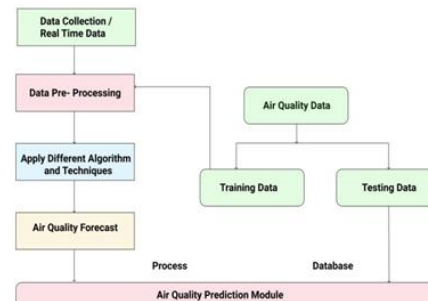 Data Collection /
Real Time Data
Data Pre- Processing
Air Quality Data
Apply Different Algorithm
and Techniques
Training Data
Testing Data
Air Quality Forecast
Process
Database
Air Quality Prediction Module